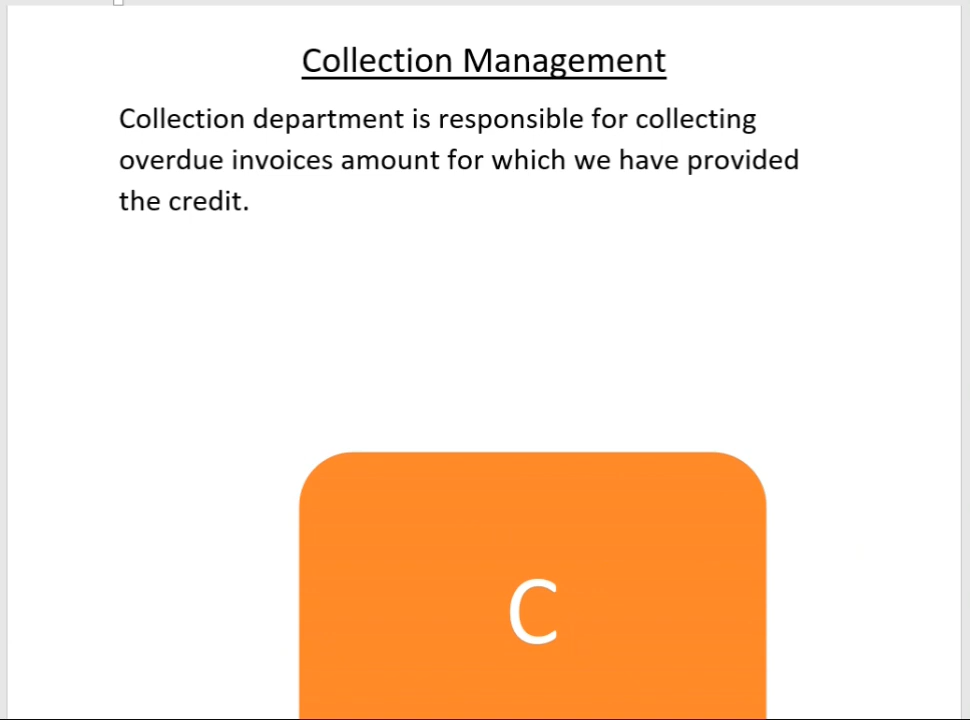 Collection Management
Collection department is responsible for collecting
overdue invoices amount for which we have provided
the credit.
C